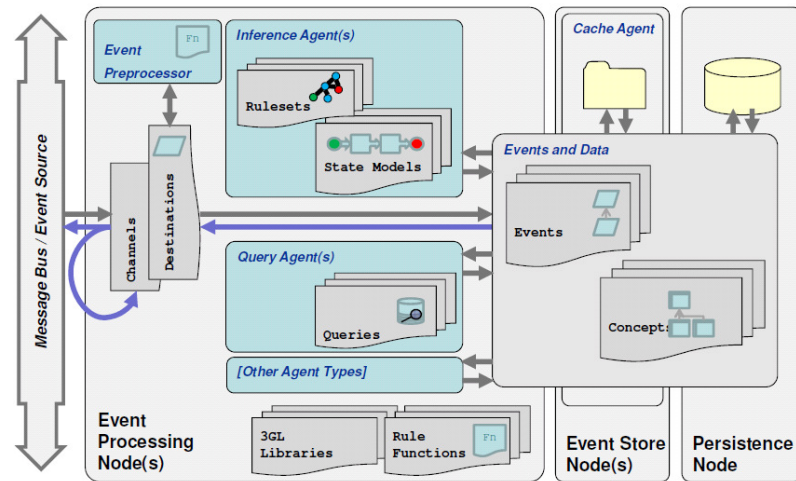 Message Bus / Event Source
Event
Preprocessor
Fn
Channels
Destinations
Inference Agent(s)
Rulesets
State Models
Query Agent(s)
Queries
[Other Agent Types]
3GL
Libraries
Rule
Functions
Fn
Event
Processing
Node(s)
Cache Agent
Events and Data
Events
Concepts
Event Store
Node(s)
Persistence
Node